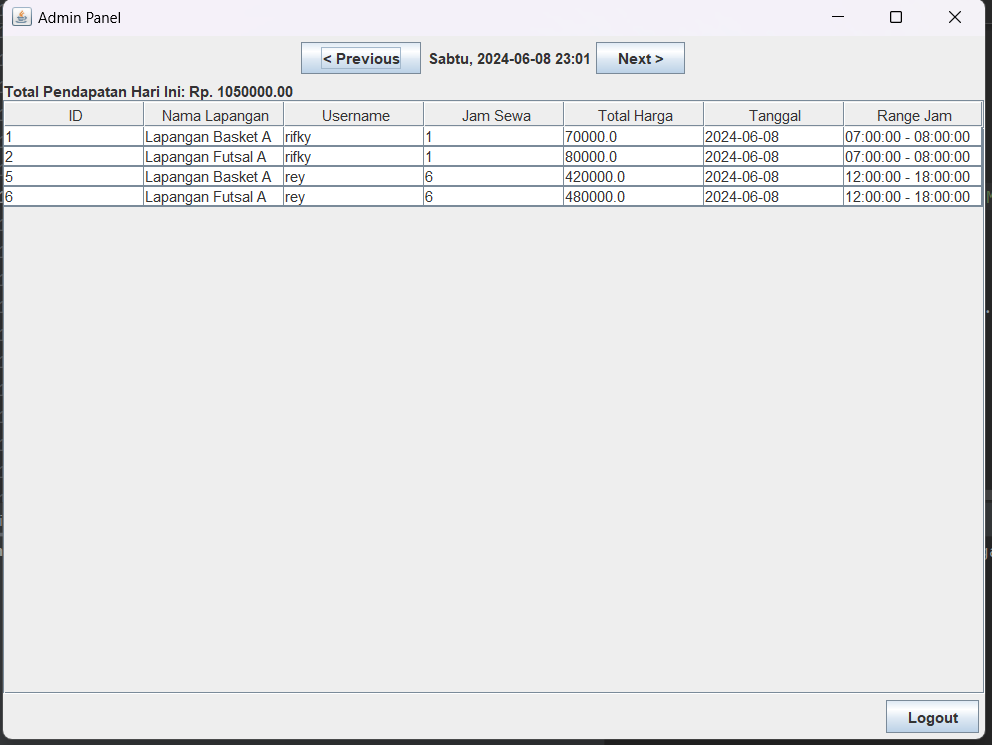 Admin Panel
< Previous Sabtu, 2024-06-08 23:01 Next >
Total Pendapatan Hari Ini: Rp. 1050000.00
ID Nama Lapangan Username Jam Sewa Total Harga Tanggal Range Jam
1 Lapangan Basket A rifky 1 70000.0 2024-06-08 07:00:00 - 08:00:00
2 Lapangan Futsal A rifky 1 80000.0 2024-06-08 07:00:00 - 08:00:00
5 Lapangan Basket A rey 6 420000.0 2024-06-08 12:00:00 - 18:00:00
6 Lapangan Futsal A rey 6 480000.0 2024-06-08 12:00:00 - 18:00:00
Logout